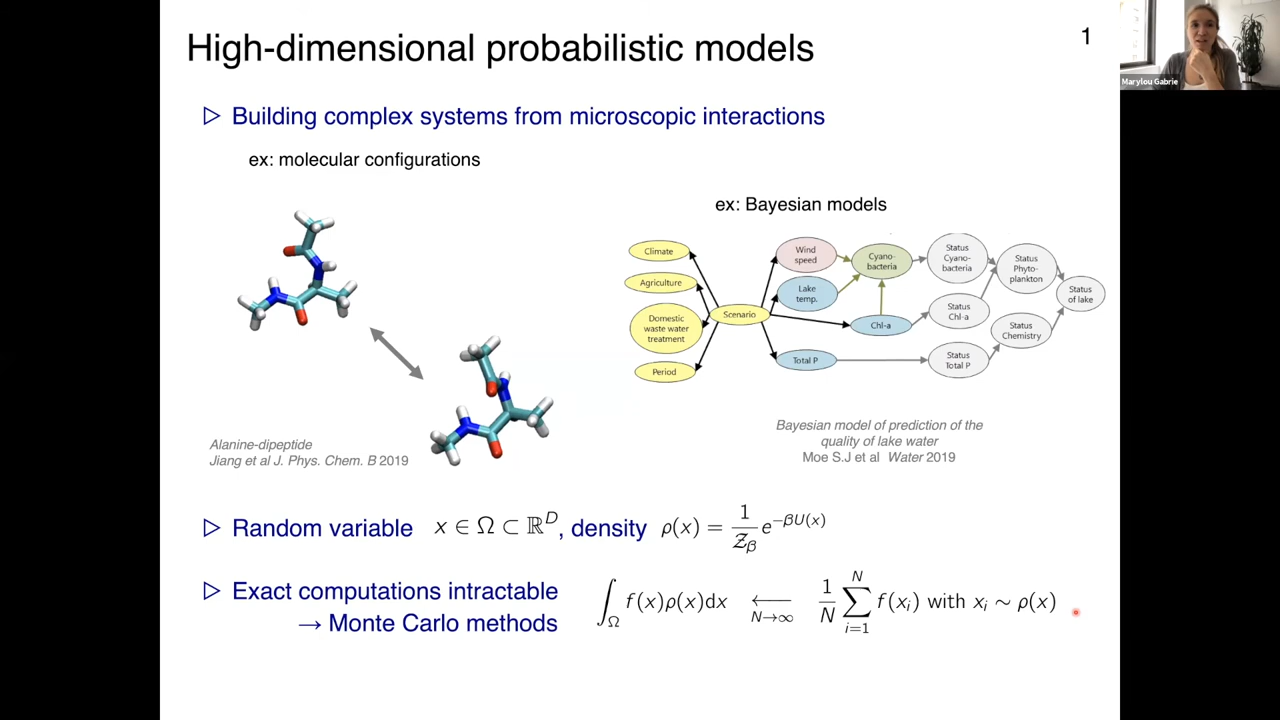 High-dimensional probabilistic models
1
Marylou Gabrie
▷ Building complex systems from microscopic interactions
ex: molecular configurations
ex: Bayesian models
Climate
Agriculture
Domestic
waste water
treatment
Period
Scenario
Wind
speed
Lake
temp.
Total P
Cyano-
bacteria
Chl-a
Status
Cyano-
bacteria
Status
Chl-a
Status
Total P
Status
Phyto-
plankton
Status
Chemistry
Status
of lake
Alanine-dipeptide
Jiang et al J. Phys. Chem. B 2019
Bayesian model of prediction of the
quality of lake water
Moe S.J et al Water 2019
▷ Random variable x ∈ Ω ⊂ ℝ^D, density ρ(x) = 1/𝒵_β e^{−βU(x)}
▷ Exact computations intractable ∫_Ω f(x)ρ(x)dx ⟵_{N→∞} 1/N ∑_{i=1}^N f(x_i) with x_i ∼ ρ(x)
→ Monte Carlo methods